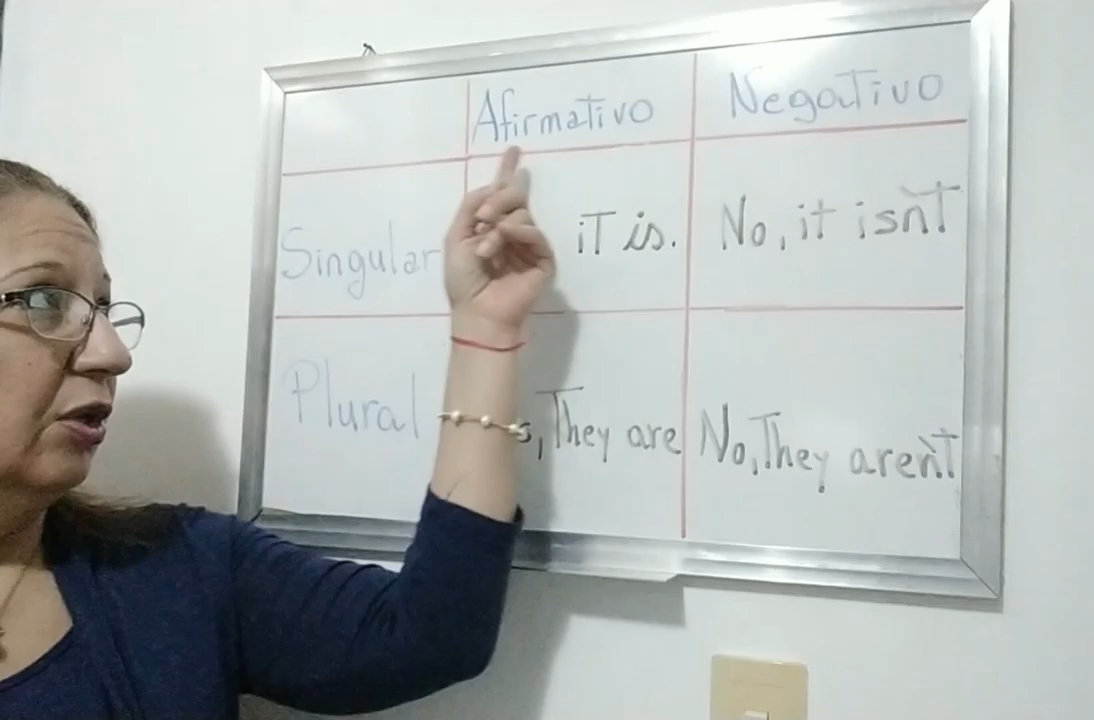 Afirmativo Negativo
Singular iT is. No, it isn't
Plural s, They are No, They aren't